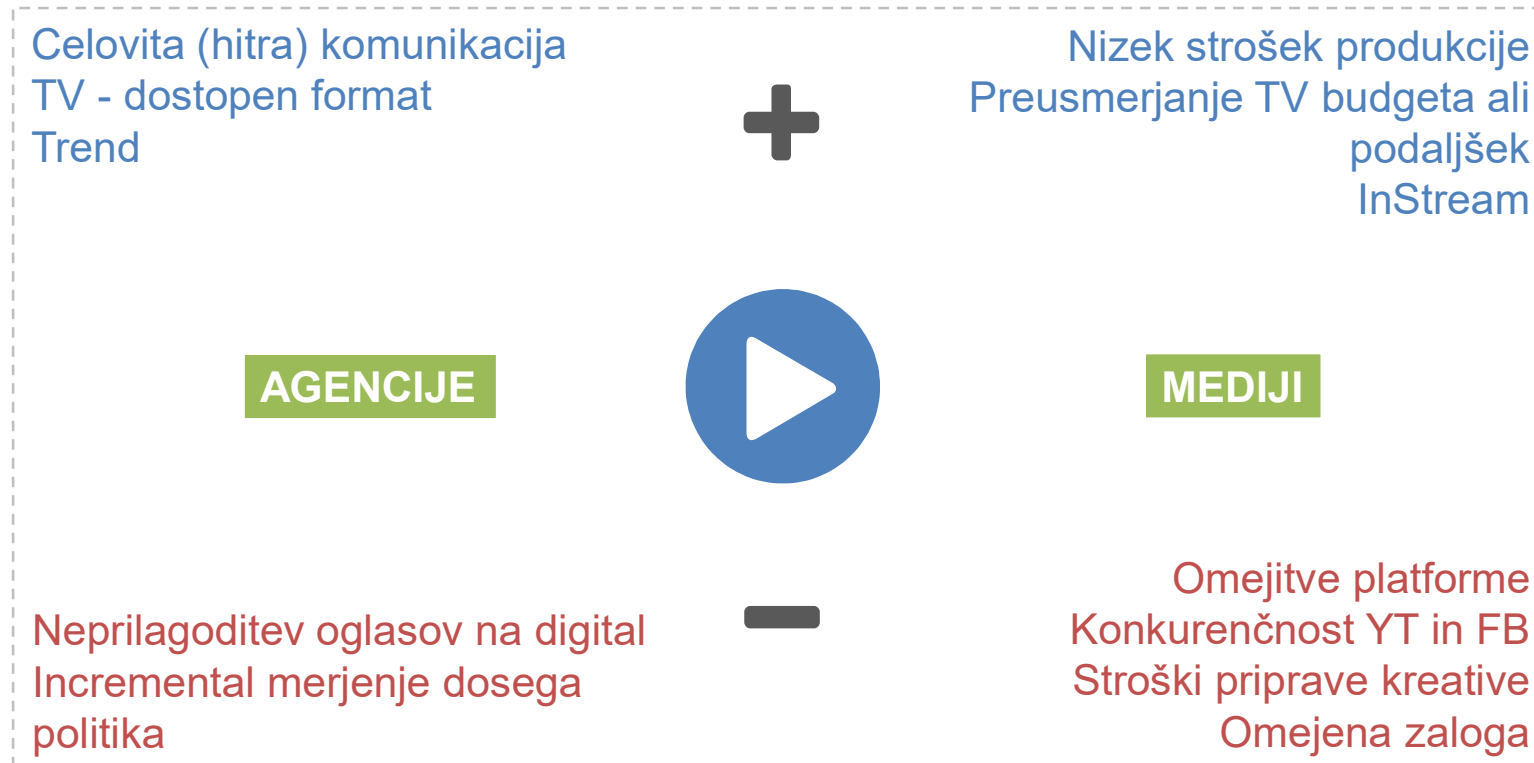 Celovita (hitra) komunikacija
TV - dostopen format
Trend
Nizek strošek produkcije
Preusmerjanje TV budgeta ali
podaljšek
InStream
AGENCIJE
MEDIJI
Neprilagoditev oglasov na digital
Incremental merjenje dosega
politika
Omejitve platforme
Konkurenčnost YT in FB
Stroški priprave kreative
Omejena zaloga